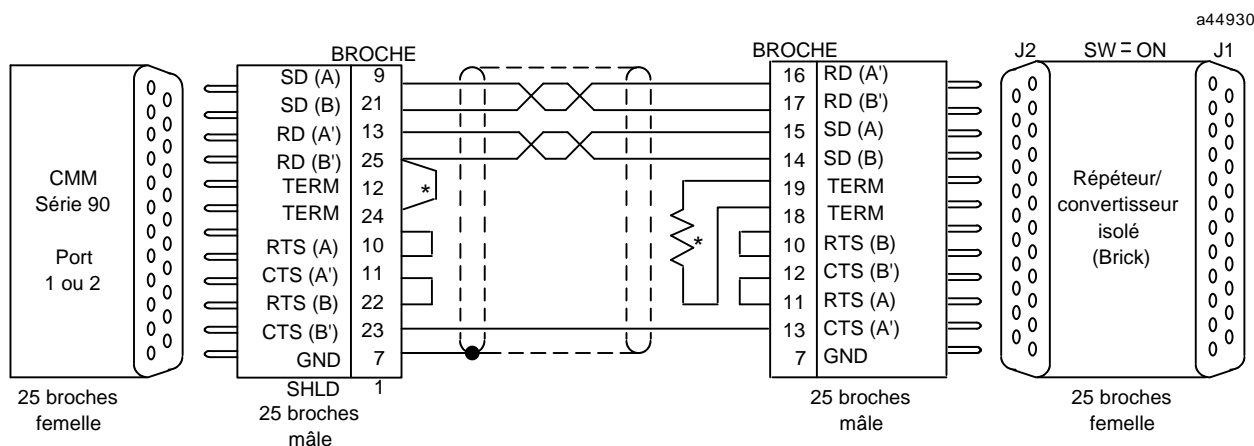 a44930
J2 SW = ON J1
BROCHE BROCHE
CMM
Série 90
Port
1 ou 2
25 broches
femelle
SD (A) 9
SD (B) 21
RD (A') 13
RD (B') 25
TERM 12
TERM 24
RTS (A) 10
CTS (A') 11
RTS (B) 22
CTS (B') 23
GND 7
SHLD 1
25 broches
mâle
*
*
16 RD (A')
17 RD (B')
15 SD (A)
14 SD (B)
19 TERM
18 TERM
10 RTS (B)
12 CTS (B')
11 RTS (A)
13 CTS (A')
7 GND
25 broches
mâle
Répéteur/
convertisseur
isolé
(Brick)
25 broches
femelle